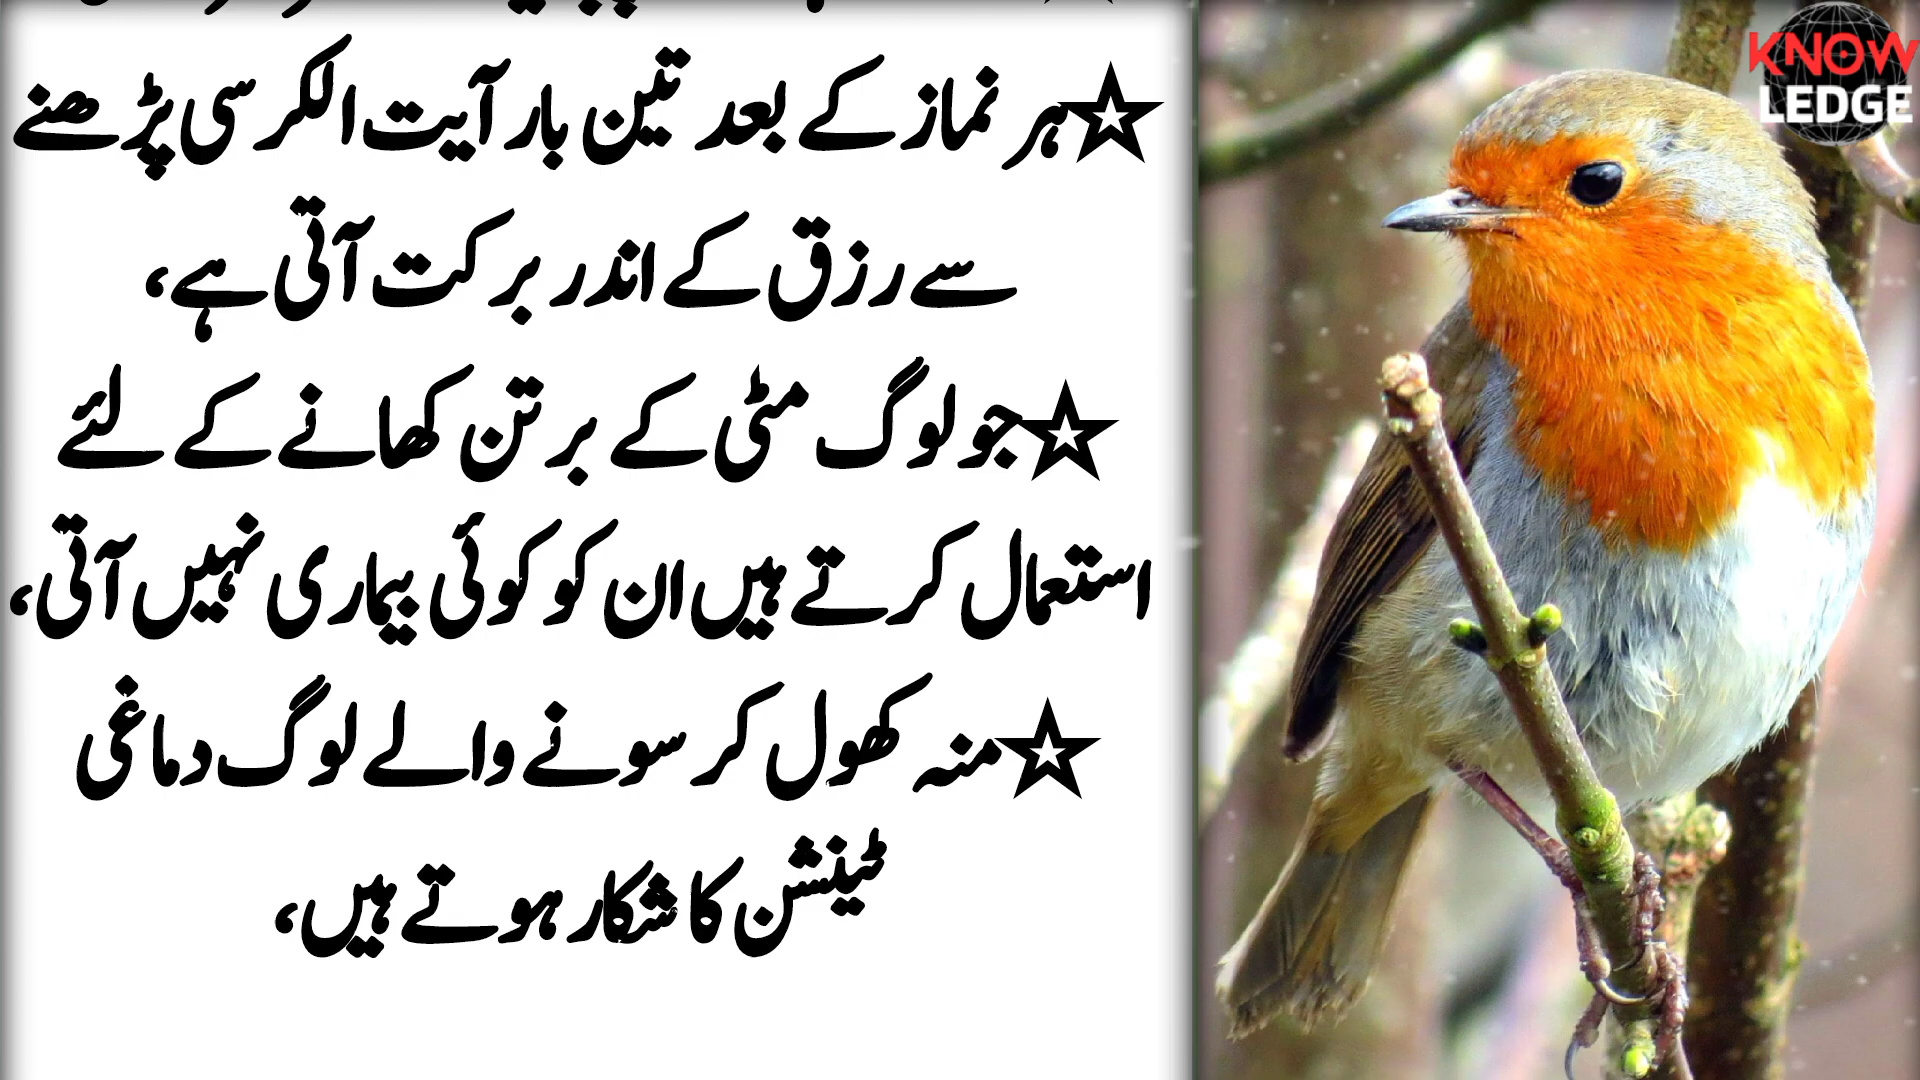 ☆ہر نماز کے بعد تین بار آیت الکرسی پڑھنے
سے رزق کے اندر برکت آتی ہے،
☆جو لوگ مٹی کے برتن کھانے کے لئے
استعمال کرتے ہیں ان کو کوئی بیماری نہیں آتی،
☆منہ کھول کر سونے والے لوگ دماغی
ٹینشن کا شکار ہوتے ہیں،
KNOW
LEDGE